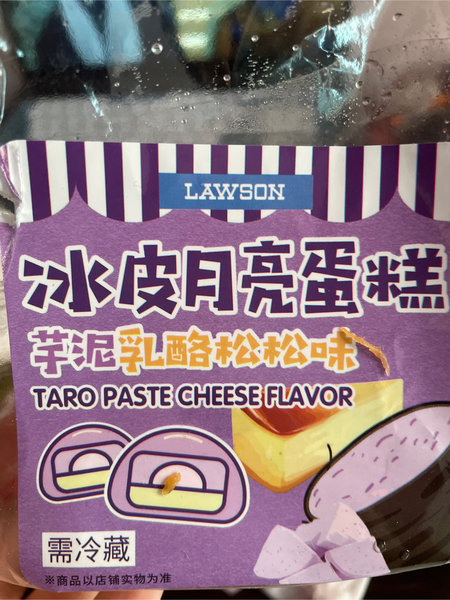 LAWSON
冰皮月亮蛋糕
芋泥乳酪松松味
TARO PASTE CHEESE FLAVOR
需冷藏
※商品以店铺实物为准